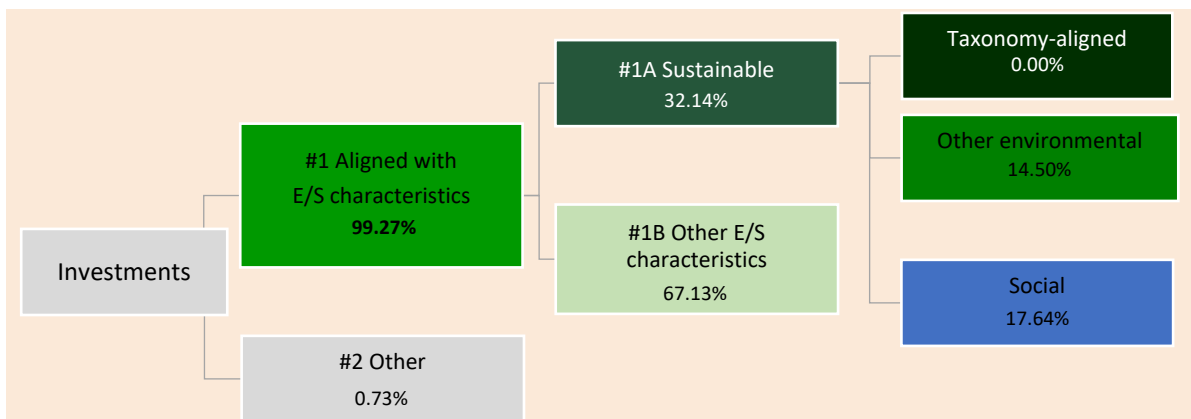 Investments
#1 Aligned with
E/S characteristics
99.27%
#2 Other
0.73%
#1A Sustainable
32.14%
#1B Other E/S
characteristics
67.13%
Taxonomy-aligned
0.00%
Other environmental
14.50%
Social
17.64%